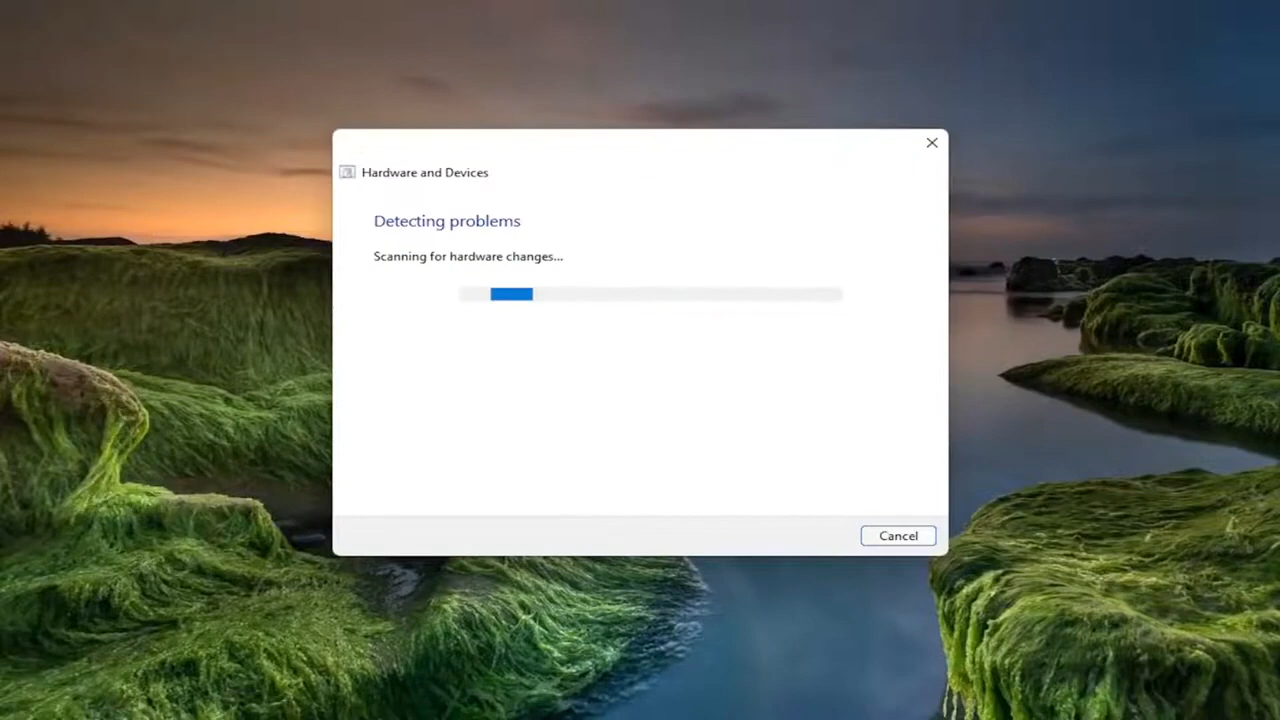 Hardware and Devices
Detecting problems
Scanning for hardware changes...
Cancel